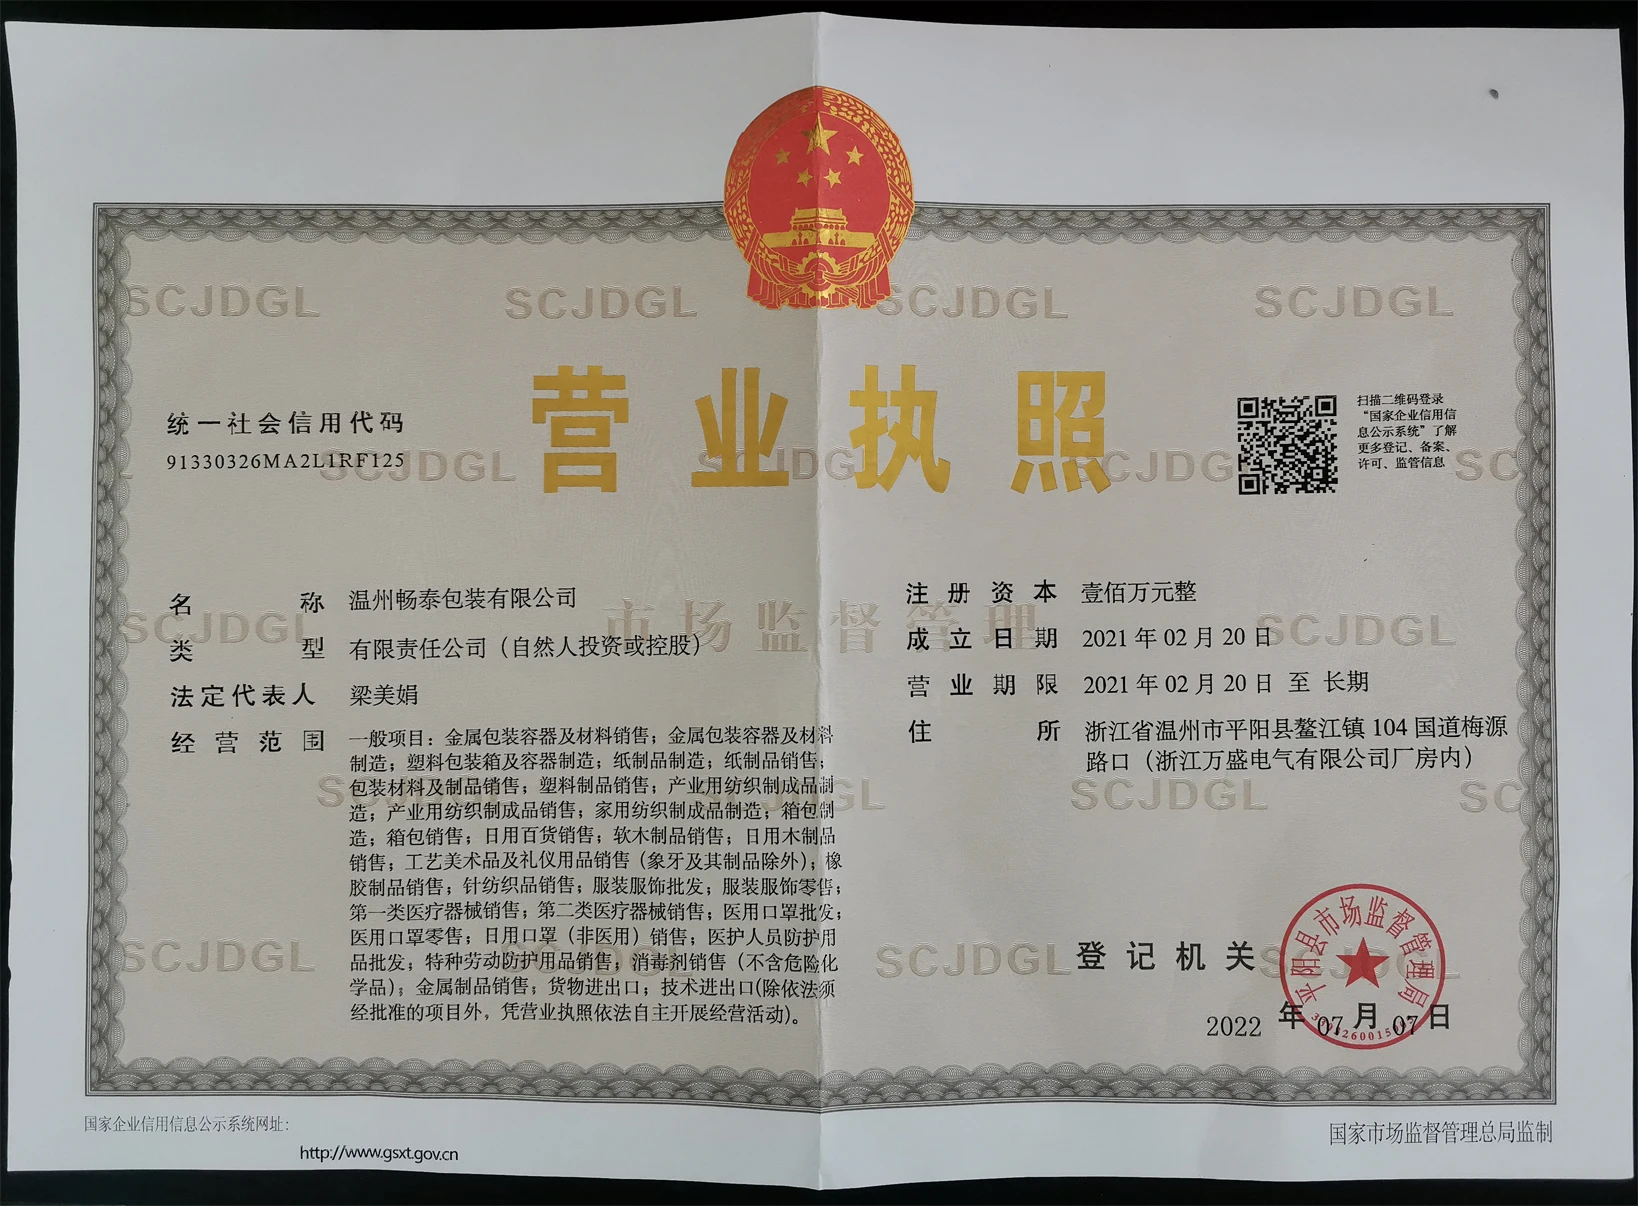 营业执照
统一社会信用代码
91330326MA2L1RF125
扫描二维码登录
“国家企业信用信
息公示系统”了解
更多登记、备案、
许可、监管信息
名称 温州畅泰包装有限公司
类型 有限责任公司（自然人投资或控股）
法定代表人 梁美娟
经营范围 一般项目：金属包装容器及材料销售；金属包装容器及材料
制造；塑料包装箱及容器制造；纸制品制造；纸制品销售；
包装材料及制品销售；塑料制品销售；产业用纺织制成品制
造；产业用纺织制成品销售；家用纺织制成品制造；箱包制
造；箱包销售；日用百货销售；软木制品销售；日用木制品
销售；工艺美术品及礼仪用品销售（象牙及其制品除外）；橡
胶制品销售；针纺织品销售；服装服饰批发；服装服饰零售；
第一类医疗器械销售；第二类医疗器械销售；医用口罩批发；
医用口罩零售；日用口罩（非医用）销售；医护人员防护用
品批发；特种劳动防护用品销售；消毒剂销售（不含危险化
学品）；金属制品销售；货物进出口；技术进出口(除依法须
经批准的项目外，凭营业执照依法自主开展经营活动)。
注册资本 壹佰万元整
成立日期 2021年02月20日
营业期限 2021年02月20日 至 长期
住所 浙江省温州市平阳县鳌江镇104国道梅源
路口（浙江万盛电气有限公司厂房内）
登记机关
平阳县市场监督管理局
2022年07月07日
国家企业信用信息公示系统网址：
http://www.gsxt.gov.cn
国家市场监督管理总局监制
SCJDGL
市场监督管理